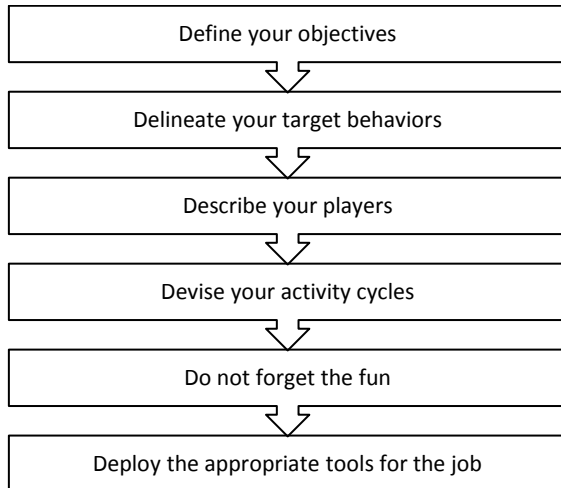 Define your objectives
Delineate your target behaviors
Describe your players
Devise your activity cycles
Do not forget the fun
Deploy the appropriate tools for the job